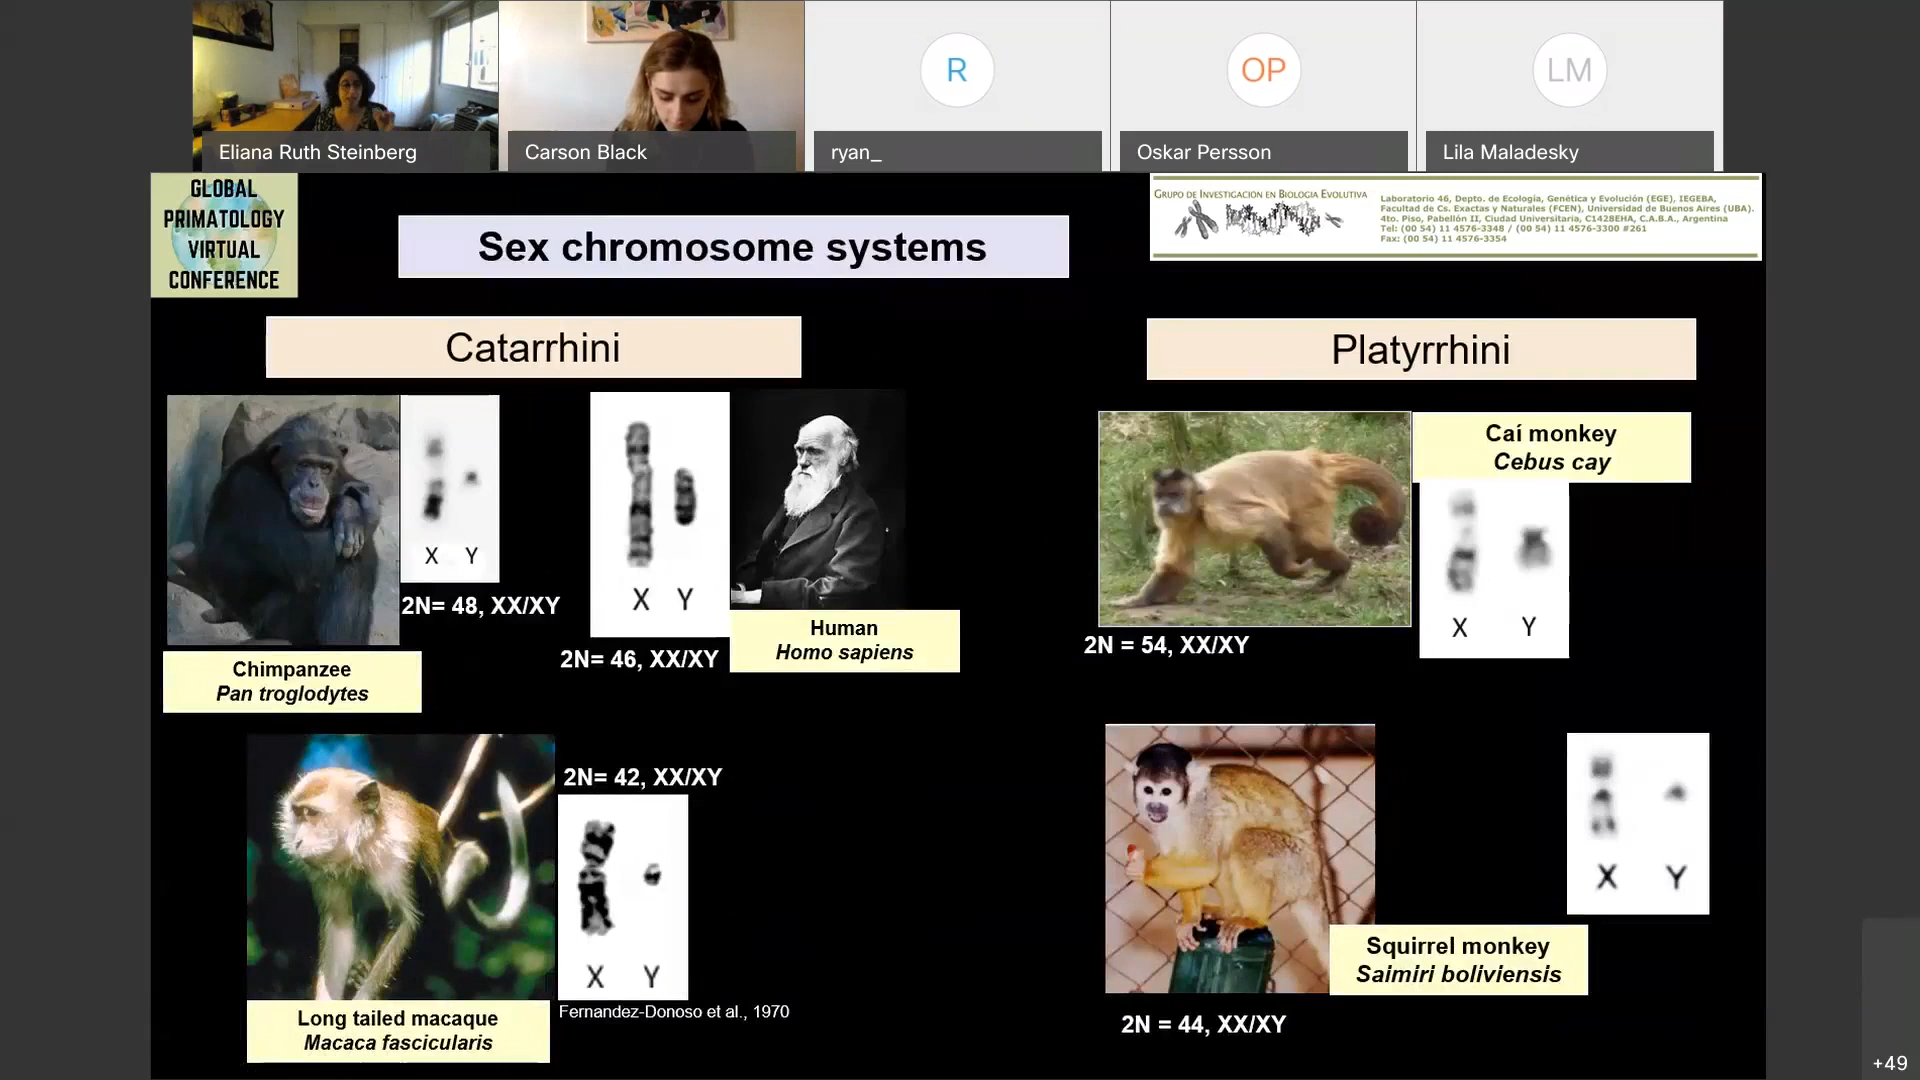 R
OP
LM
Eliana Ruth Steinberg
Carson Black
ryan_
Oskar Persson
Lila Maladesky
GLOBAL
PRIMATOLOGY
VIRTUAL
CONFERENCE
Sex chromosome systems
GRUPO DE INVESTIGACIÓN EN BIOLOGÍA EVOLUTIVA
Laboratorio 46, Depto. de Ecología, Genética y Evolución (EGE), IEGEBA,
Facultad de Cs. Exactas y Naturales (FCEN), Universidad de Buenos Aires (UBA).
4to. Piso, Pabellón II, Ciudad Universitaria, C1428EHA, C.A.B.A., Argentina
Tel: (00 54) 11 4576-3348 / (00 54) 11 4576-3300 #261
Fax: (00 54) 11 4576-3354
Catarrhini
Platyrrhini
X Y
2N= 48, XX/XY
Chimpanzee
Pan troglodytes
X Y
2N= 46, XX/XY
Human
Homo sapiens
Caí monkey
Cebus cay
X Y
2N = 54, XX/XY
2N= 42, XX/XY
X Y
Fernandez-Donoso et al., 1970
Long tailed macaque
Macaca fascicularis
X Y
Squirrel monkey
Saimiri boliviensis
2N = 44, XX/XY
+49